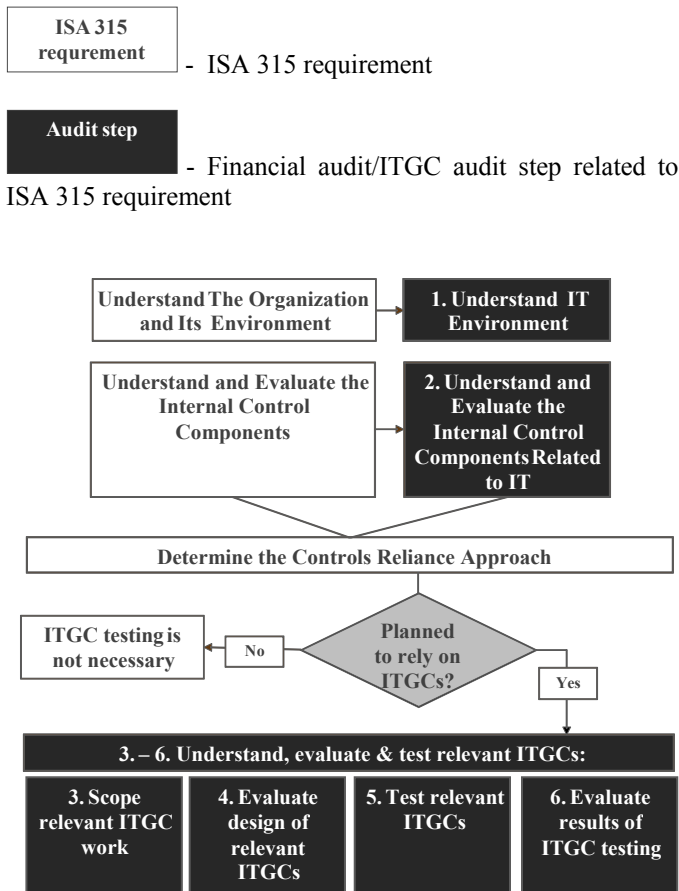 ISA 315
requrement
- ISA 315 requirement
Audit step
- Financial audit/ITGC audit step related to
ISA 315 requirement
Understand The Organization
and Its Environment
1. Understand IT
Environment
Understand and Evaluate the
Internal Control
Components
2. Understand and
Evaluate the
Internal Control
Components Related
to IT
Determine the Controls Reliance Approach
Planned
to rely on
ITGCs?
No
ITGC testing is
not necessary
Yes
3. – 6. Understand, evaluate & test relevant ITGCs:
3. Scope
relevant ITGC
work
4. Evaluate
design of
relevant
ITGCs
5. Test relevant
ITGCs
6. Evaluate
results of
ITGC testing